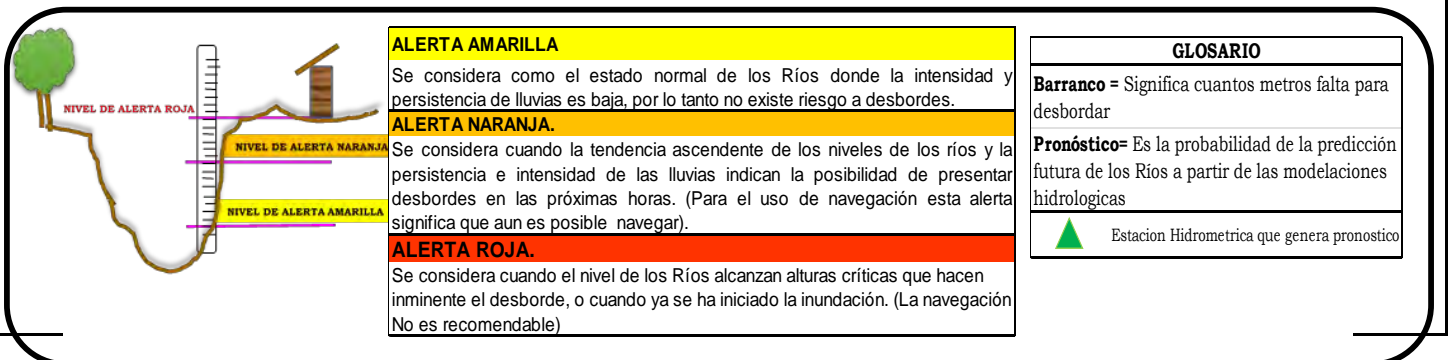 NIVEL DE ALERTA ROJA
NIVEL DE ALERTA NARANJA
NIVEL DE ALERTA AMARILLA
ALERTA AMARILLA
Se considera como el estado normal de los Ríos donde la intensidad y
persistencia de lluvias es baja, por lo tanto no existe riesgo a desbordes.
ALERTA NARANJA.
Se considera cuando la tendencia ascendente de los niveles de los ríos y la
persistencia e intensidad de las lluvias indican la posibilidad de presentar
desbordes en las próximas horas. (Para el uso de navegación esta alerta
significa que aun es posible navegar).
ALERTA ROJA.
Se considera cuando el nivel de los Ríos alcanzan alturas críticas que hacen
inminente el desborde, o cuando ya se ha iniciado la inundación. (La navegación
No es recomendable)
GLOSARIO
Barranco = Significa cuantos metros falta para
desbordar
Pronóstico= Es la probabilidad de la predicción
futura de los Ríos a partir de las modelaciones
hidrologicas
Estacion Hidrometrica que genera pronostico